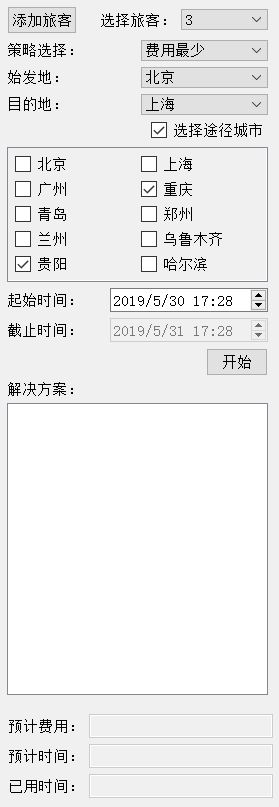 添加旅客 选择旅客: 3
策略选择: 费用最少
始发地: 北京
目的地: 上海
选择途径城市
北京 上海
广州 重庆
青岛 郑州
兰州 乌鲁木齐
贵阳 哈尔滨
起始时间: 2019/5/30 17:28
截止时间: 2019/5/31 17:28
开始
解决方案:
预计费用:
预计时间:
已用时间: